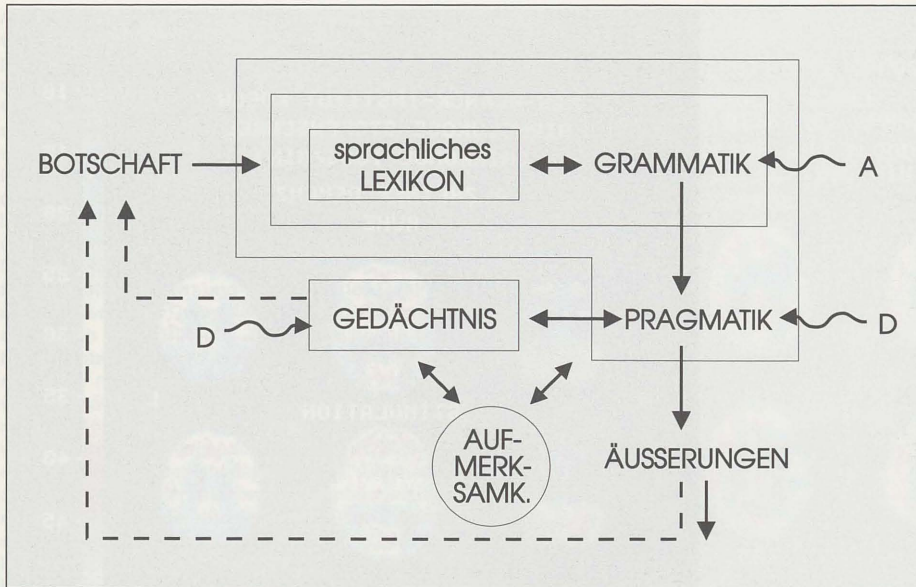 BOTSCHAFT
sprachliches
LEXIKON
GRAMMATIK
A
D
GEDÄCHTNIS
PRAGMATIK
D
AUF-
MERK-
SAMK.
ÄUSSERUNGEN